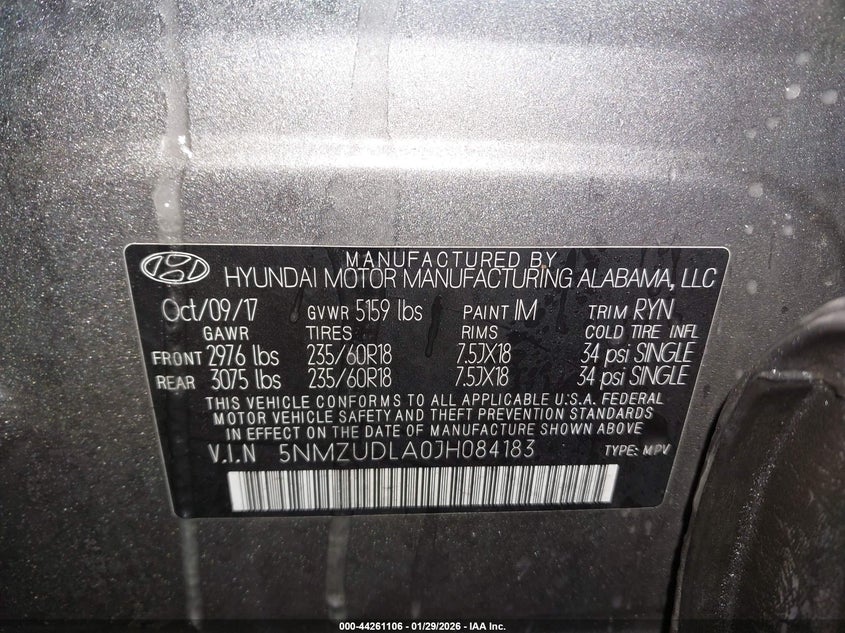 MANUFACTURED BY
HYUNDAI MOTOR MANUFACTURING ALABAMA, LLC
Oct/09/17 GVWR 5159 lbs PAINT IM TRIM RYN
GAWR TIRES RIMS COLD TIRE INFL
FRONT 2976 lbs 235/60R18 7.5JX18 34 psi SINGLE
REAR 3075 lbs 235/60R18 7.5JX18 34 psi SINGLE
THIS VEHICLE CONFORMS TO ALL APPLICABLE U.S.A. FEDERAL
MOTOR VEHICLE SAFETY AND THEFT PREVENTION STANDARDS
IN EFFECT ON THE DATE OF MANUFACTURE SHOWN ABOVE
V.I.N 5NMZUDLA0JH084183 TYPE: MPV
000-44261106 - 01/29/2026 - IAA Inc.